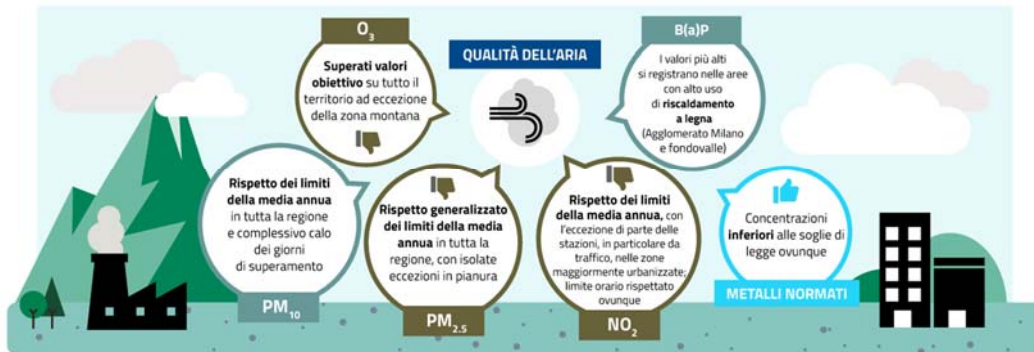 O₃
Superati valori
obiettivo su tutto il
territorio ad eccezione
della zona montana
QUALITÀ DELL'ARIA
B(a)P
I valori più alti
si registrano nelle aree
con alto uso
di riscaldamento
a legna
(Agglomerato Milano
e fondovalle)
Rispetto dei limiti
della media annua
in tutta la regione
e complessivo calo
dei giorni
di superamento
PM₁₀
Rispetto generalizzato
dei limiti della media
annua in tutta la
regione, con isolate
eccezioni in pianura
PM₂.₅
Rispetto dei limiti
della media annua, con
l'eccezione di parte delle
stazioni, in particolare da
traffico, nelle zone
maggiormente urbanizzate;
limite orario rispettato
ovunque
NO₂
Concentrazioni
inferiori alle soglie di
legge ovunque
METALLI NORMATI